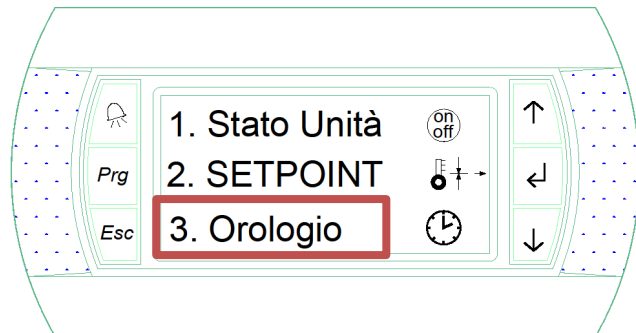 1. Stato Unità
on
off
Prg
2. SETPOINT
Esc
3. Orologio